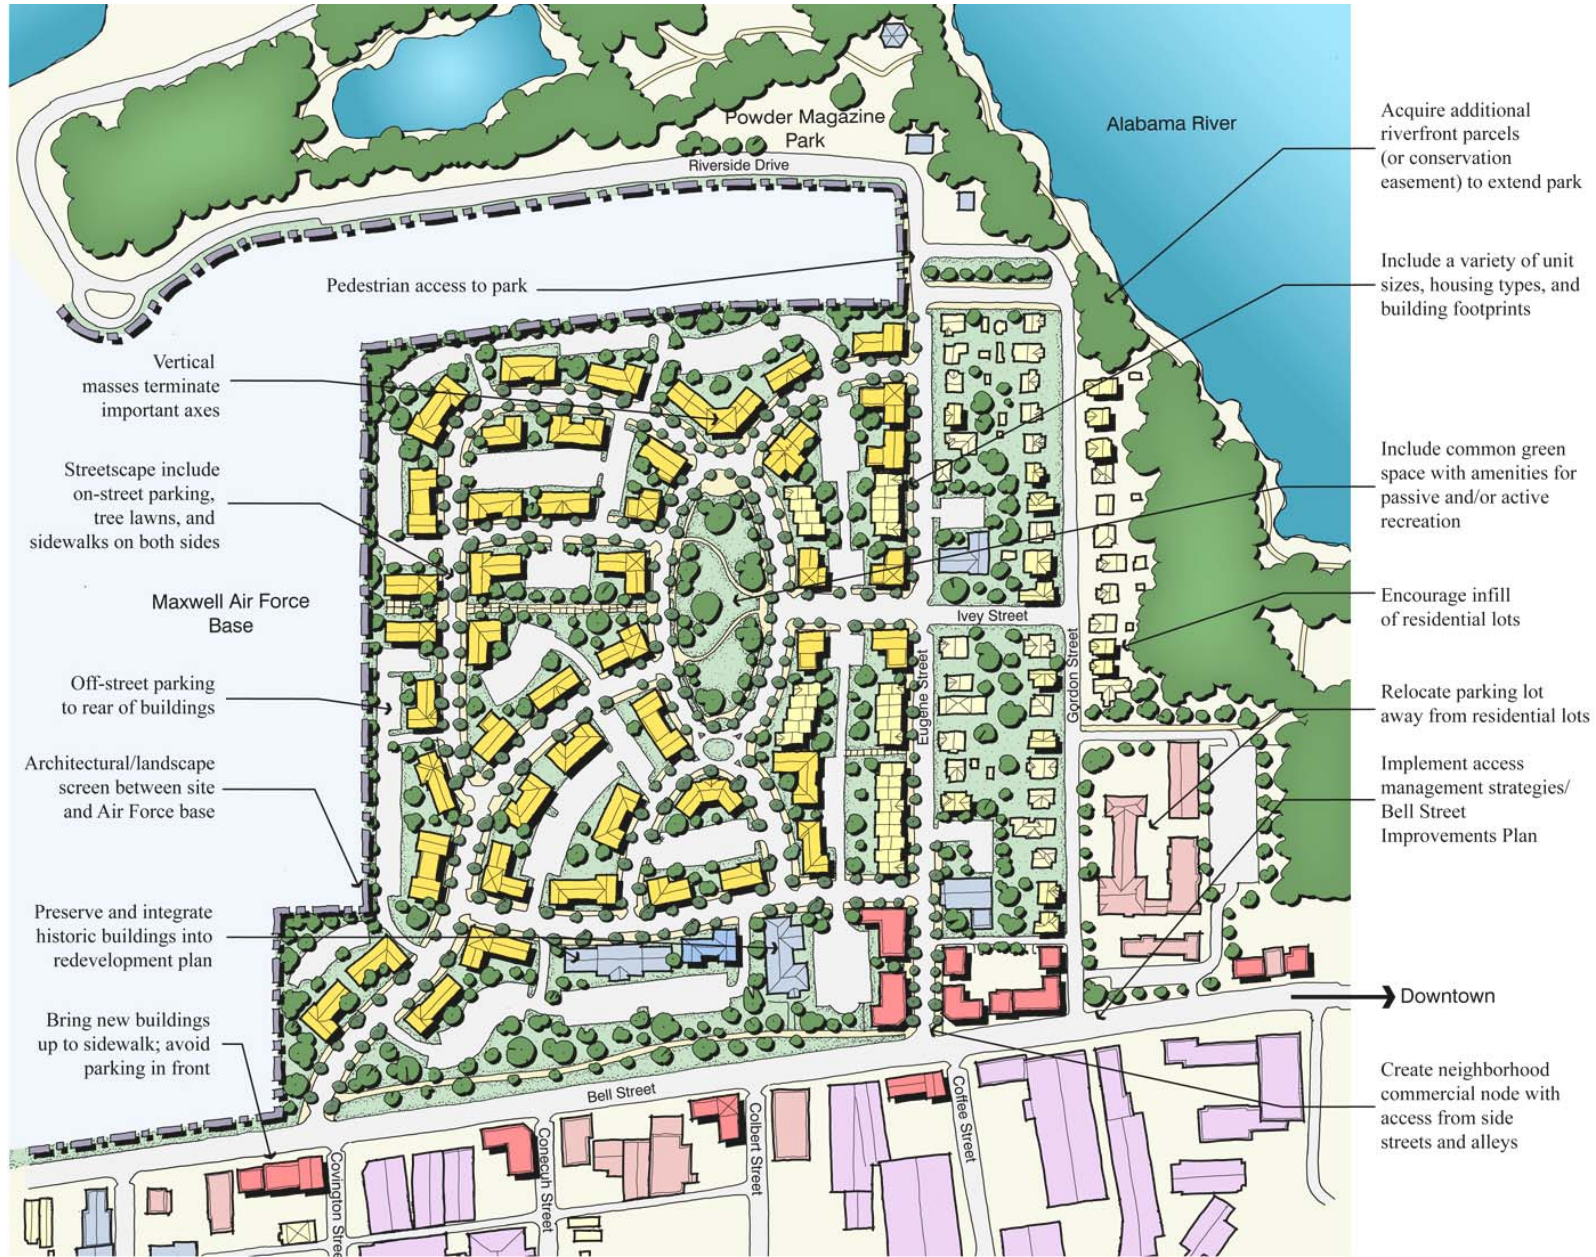 Powder Magazine
Park
Alabama River
Riverside Drive
Acquire additional
riverfront parcels
(or conservation
easement) to extend park
Pedestrian access to park
Include a variety of unit
sizes, housing types, and
building footprints
Vertical
masses terminate
important axes
Include common green
space with amenities for
passive and/or active
recreation
Streetscape include
on-street parking,
tree lawns, and
sidewalks on both sides
Maxwell Air Force
Base
Ivey Street
Encourage infill
of residential lots
Eugene Street
Gordon Street
Off-street parking
to rear of buildings
Relocate parking lot
away from residential lots
Architectural/landscape
screen between site
and Air Force base
Implement access
management strategies/
Bell Street
Improvements Plan
Preserve and integrate
historic buildings into
redevelopment plan
Downtown
Bring new buildings
up to sidewalk; avoid
parking in front
Bell Street
Create neighborhood
commercial node with
access from side
streets and alleys
Covington Stree
Conecuh Street
Colbert Street
Coffee Street